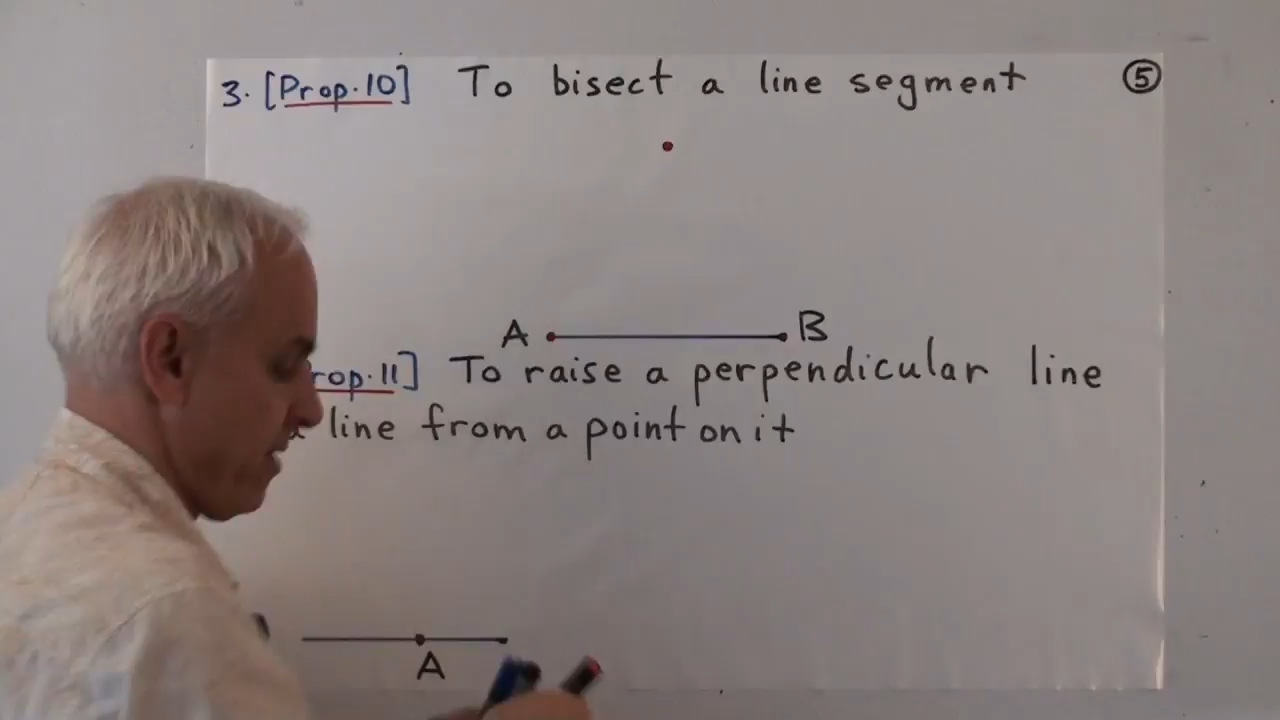 3. [Prop.10] To bisect a line segment ⑤
A B
rop.11] To raise a perpendicular line
line from a point on it
A